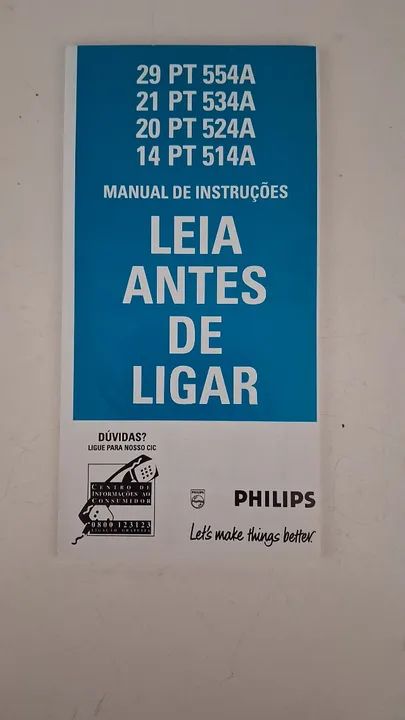 29 PT 554A
21 PT 534A
20 PT 524A
14 PT 514A
MANUAL DE INSTRUÇÕES
LEIA
ANTES
DE
LIGAR
DÚVIDAS?
LIGUE PARA NOSSO CIC
CENTRO DE
INFORMAÇÕES AO
CONSUMIDOR
0800 123123
LIGAÇÃO GRATUITA
PHILIPS
PHILIPS
Let's make things better.